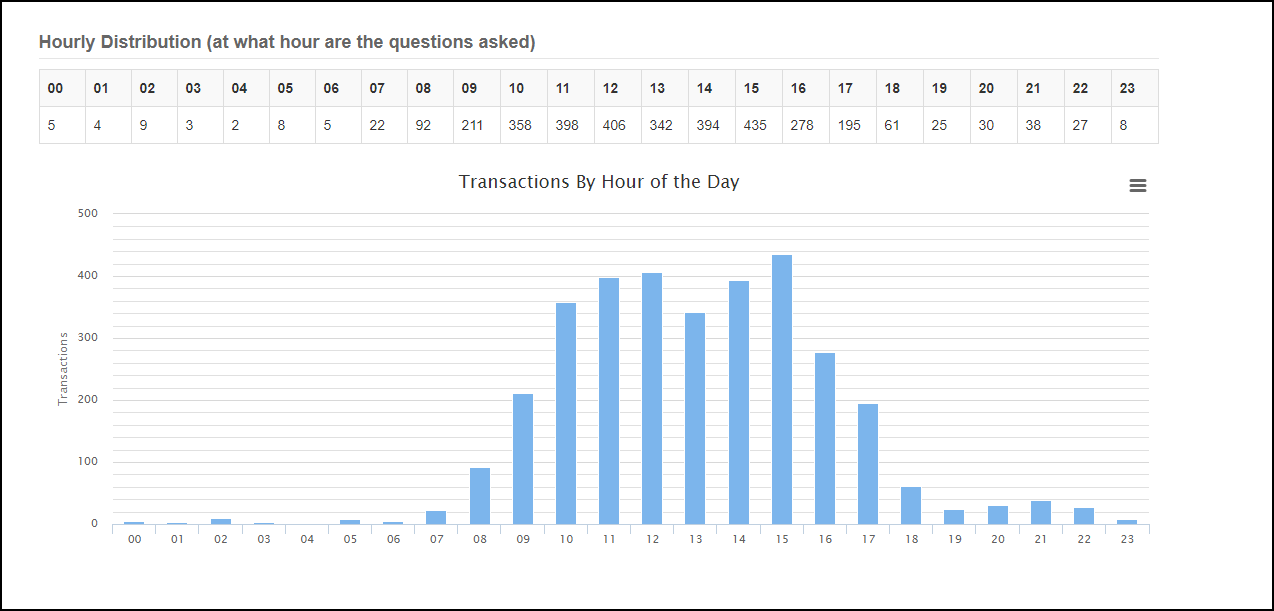 Hourly Distribution (at what hour are the questions asked)
00 01 02 03 04 05 06 07 08 09 10 11 12 13 14 15 16 17 18 19 20 21 22 23
5 4 9 3 2 8 5 22 92 211 358 398 406 342 394 435 278 195 61 25 30 38 27 8
Transactions By Hour of the Day
500
400
300
200
100
0
Transactions
00 01 02 03 04 05 06 07 08 09 10 11 12 13 14 15 16 17 18 19 20 21 22 23